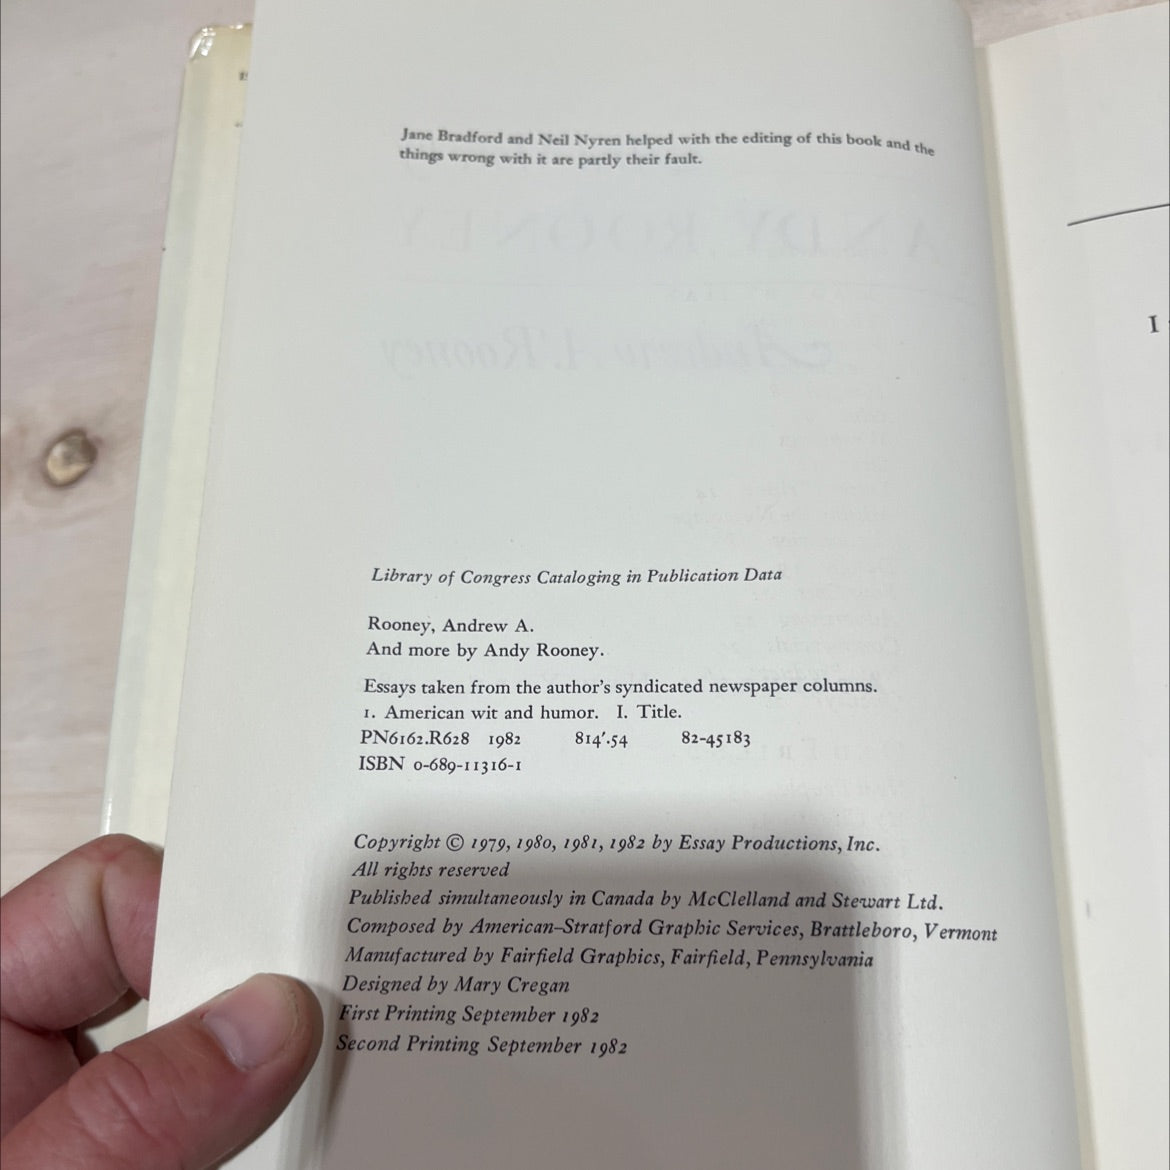 Jane Bradford and Neil Nyren helped with the editing of this book and the
things wrong with it are partly their fault.
Library of Congress Cataloging in Publication Data
Rooney, Andrew A.
And more by Andy Rooney.
Essays taken from the author's syndicated newspaper columns.
1. American wit and humor. I. Title.
PN6162.R628 1982 814'.54 82-45183
ISBN 0-689-11316-1
Copyright © 1979, 1980, 1981, 1982 by Essay Productions, Inc.
All rights reserved
Published simultaneously in Canada by McClelland and Stewart Ltd.
Composed by American–Stratford Graphic Services, Brattleboro, Vermont
Manufactured by Fairfield Graphics, Fairfield, Pennsylvania
Designed by Mary Cregan
First Printing September 1982
Second Printing September 1982
I